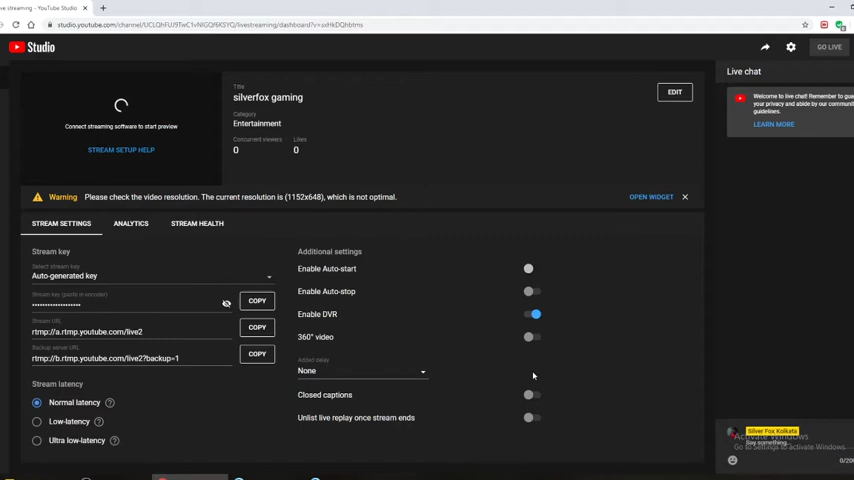 ve streaming - YouTube Studio
studio.youtube.com/channel/UCLQhFUJ9TwC1vNlGfQ6K5YQ/livestreaming/dashboard?v=sxHkDQhbtms
Studio
GO LIVE
Connect streaming software to start preview
STREAM SETUP HELP
Title
silverfox gaming
Category
Entertainment
Concurrent viewers
0
Likes
0
EDIT
Live chat
Welcome to live chat! Remember to gua
your privacy and abide by our communi
guidelines.
LEARN MORE
Warning Please check the video resolution. The current resolution is (1152x648), which is not optimal.
OPEN WIDGET
STREAM SETTINGS
ANALYTICS
STREAM HEALTH
Stream key
Select stream key
Auto-generated key
Stream key (paste in encoder)
COPY
Stream URL
rtmp://a.rtmp.youtube.com/live2
COPY
Backup server URL
rtmp://b.rtmp.youtube.com/live2?backup=1
COPY
Stream latency
Normal latency
Low-latency
Ultra low-latency
Additional settings
Enable Auto-start
Enable Auto-stop
Enable DVR
360° video
Added delay
None
Closed captions
Unlist live replay once stream ends
Silver Fox Kolkata
Say something...
0/200
Activate Windows
Go to Settings to activate Windows.